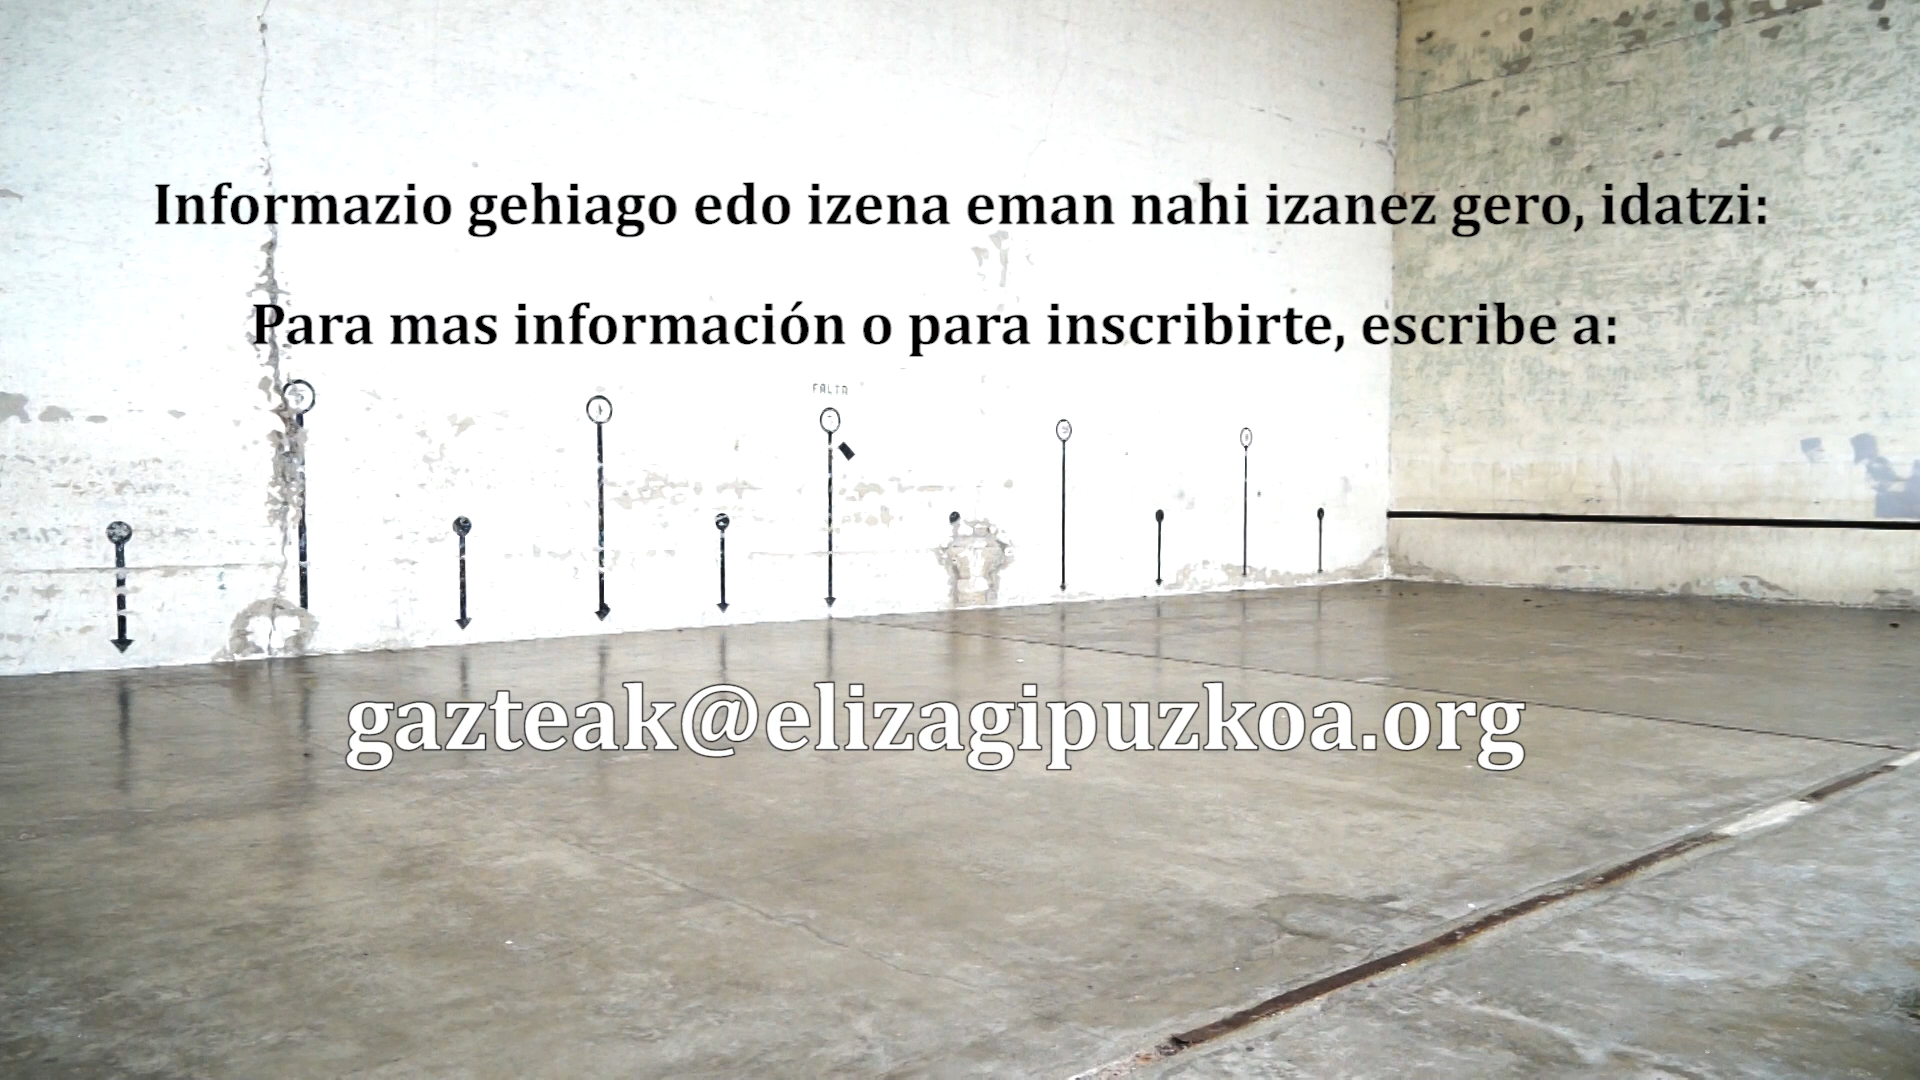 Informazio gehiago edo izena eman nahi izanez gero, idatzi:
Para mas información o para inscribirte, escribe a:
FALTA
gazteak@elizagipuzkoa.org